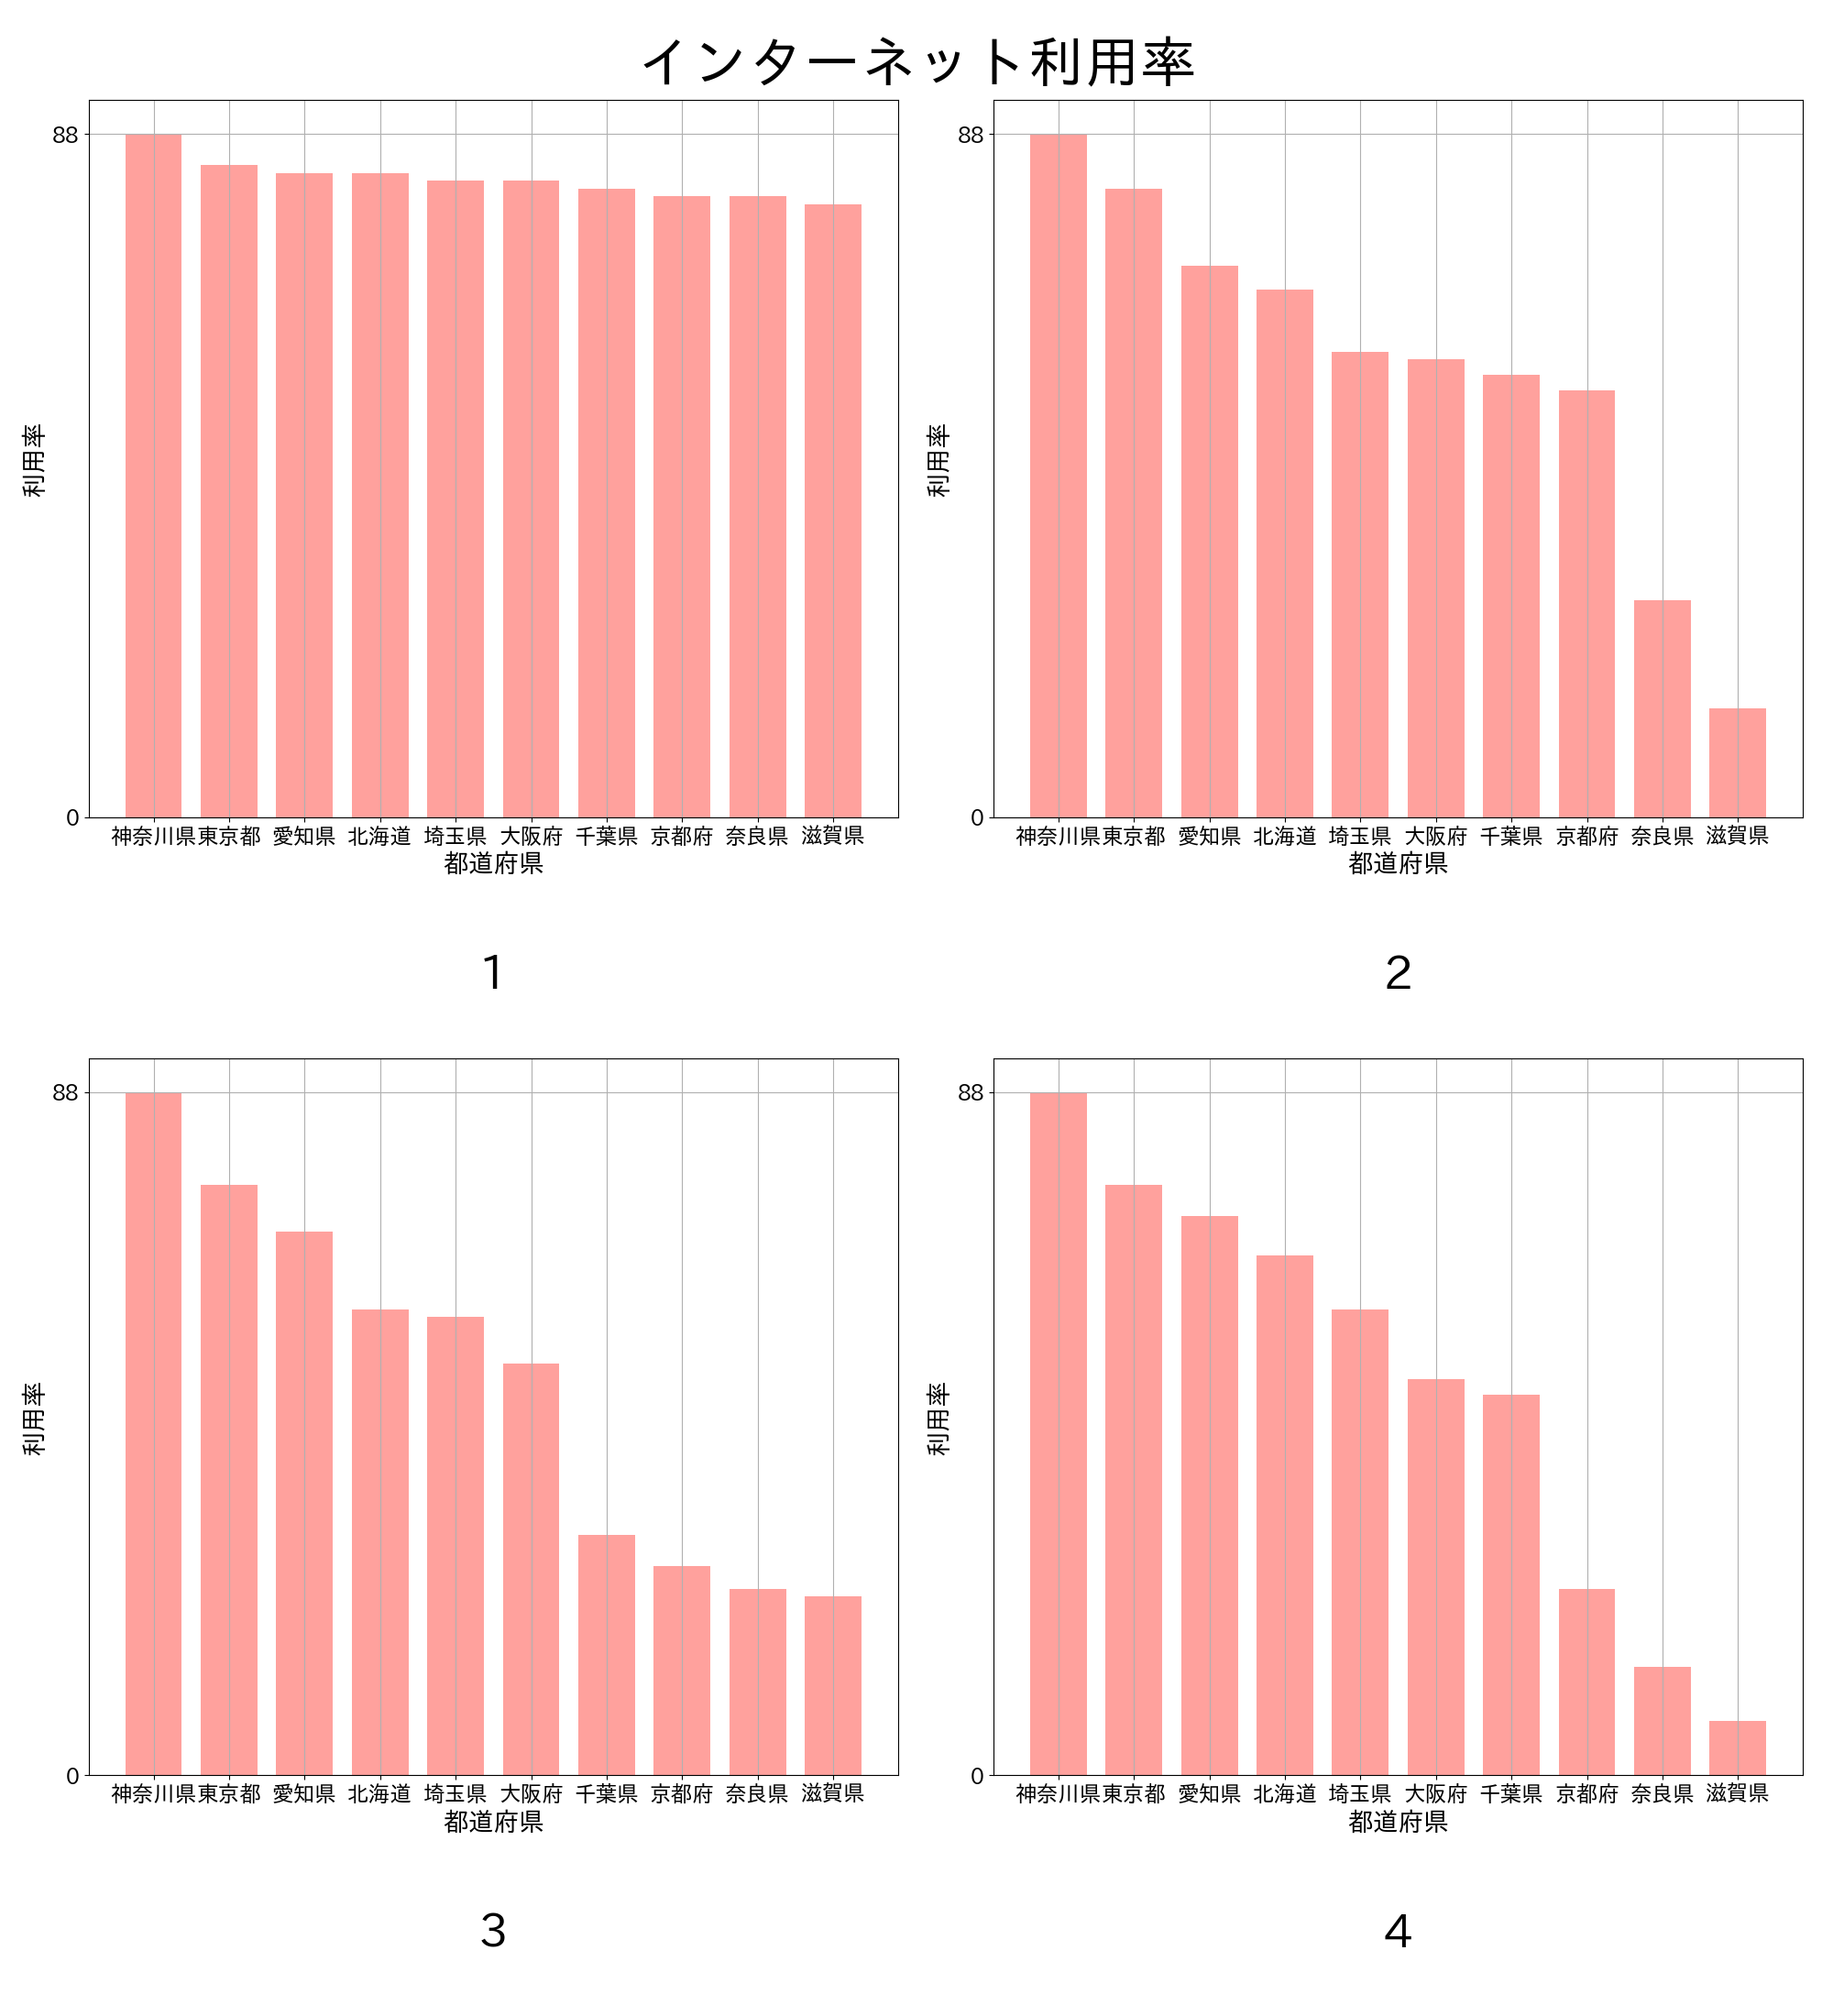 インターネット利用率
88
0
利用率
神奈川県 東京都 愛知県 北海道 埼玉県 大阪府 千葉県 京都府 奈良県 滋賀県
都道府県
1
88
0
利用率
神奈川県 東京都 愛知県 北海道 埼玉県 大阪府 千葉県 京都府 奈良県 滋賀県
都道府県
2
88
0
利用率
神奈川県 東京都 愛知県 北海道 埼玉県 大阪府 千葉県 京都府 奈良県 滋賀県
都道府県
3
88
0
利用率
神奈川県 東京都 愛知県 北海道 埼玉県 大阪府 千葉県 京都府 奈良県 滋賀県
都道府県
4